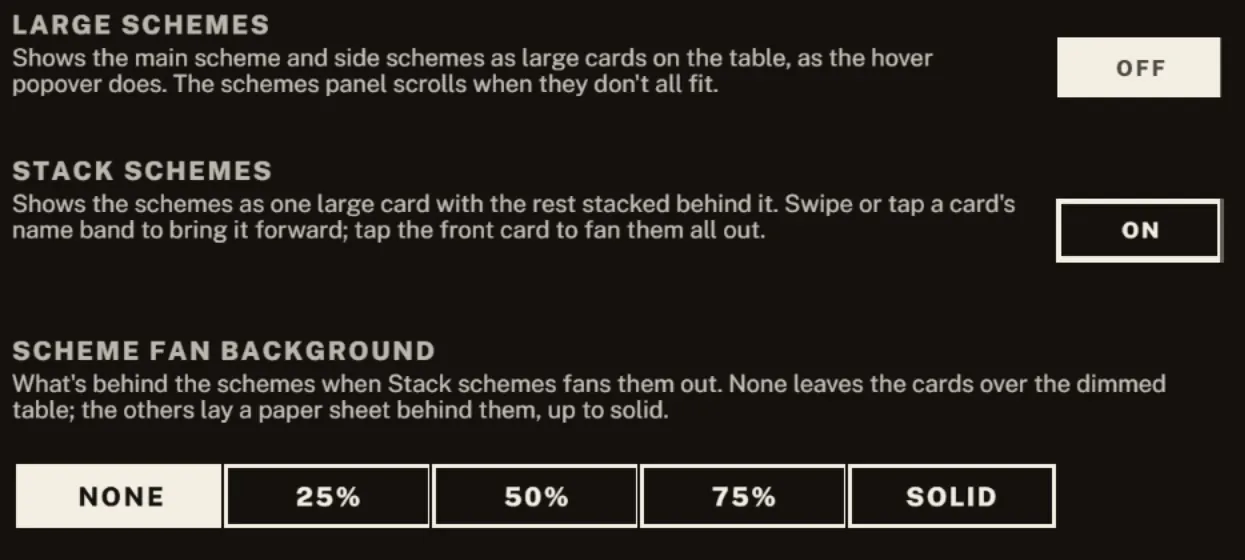 LARGE SCHEMES
Shows the main scheme and side schemes as large cards on the table, as the hover
popover does. The schemes panel scrolls when they don't all fit.
OFF
STACK SCHEMES
Shows the schemes as one large card with the rest stacked behind it. Swipe or tap a card's
name band to bring it forward; tap the front card to fan them all out.
ON
SCHEME FAN BACKGROUND
What's behind the schemes when Stack schemes fans them out. None leaves the cards over the dimmed
table; the others lay a paper sheet behind them, up to solid.
NONE 25% 50% 75% SOLID